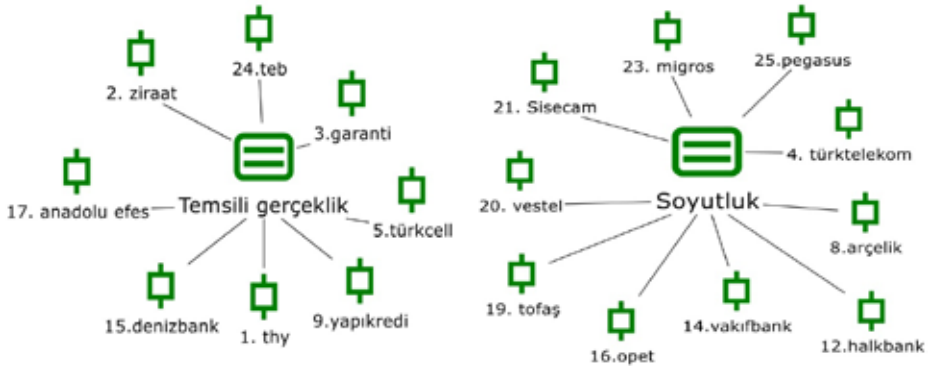 24.teb
2. ziraat
3.garanti
17. anadolu efes
Temsili gerçeklik
5.türkcell
15.denizbank
1. thy
9.yapıkredi
23. migros
25.pegasus
21. Sisecam
4. türktelekom
20. vestel
Soyutluk
8.arçelik
19. tofaş
16.opet
14.vakıfbank
12.halkbank